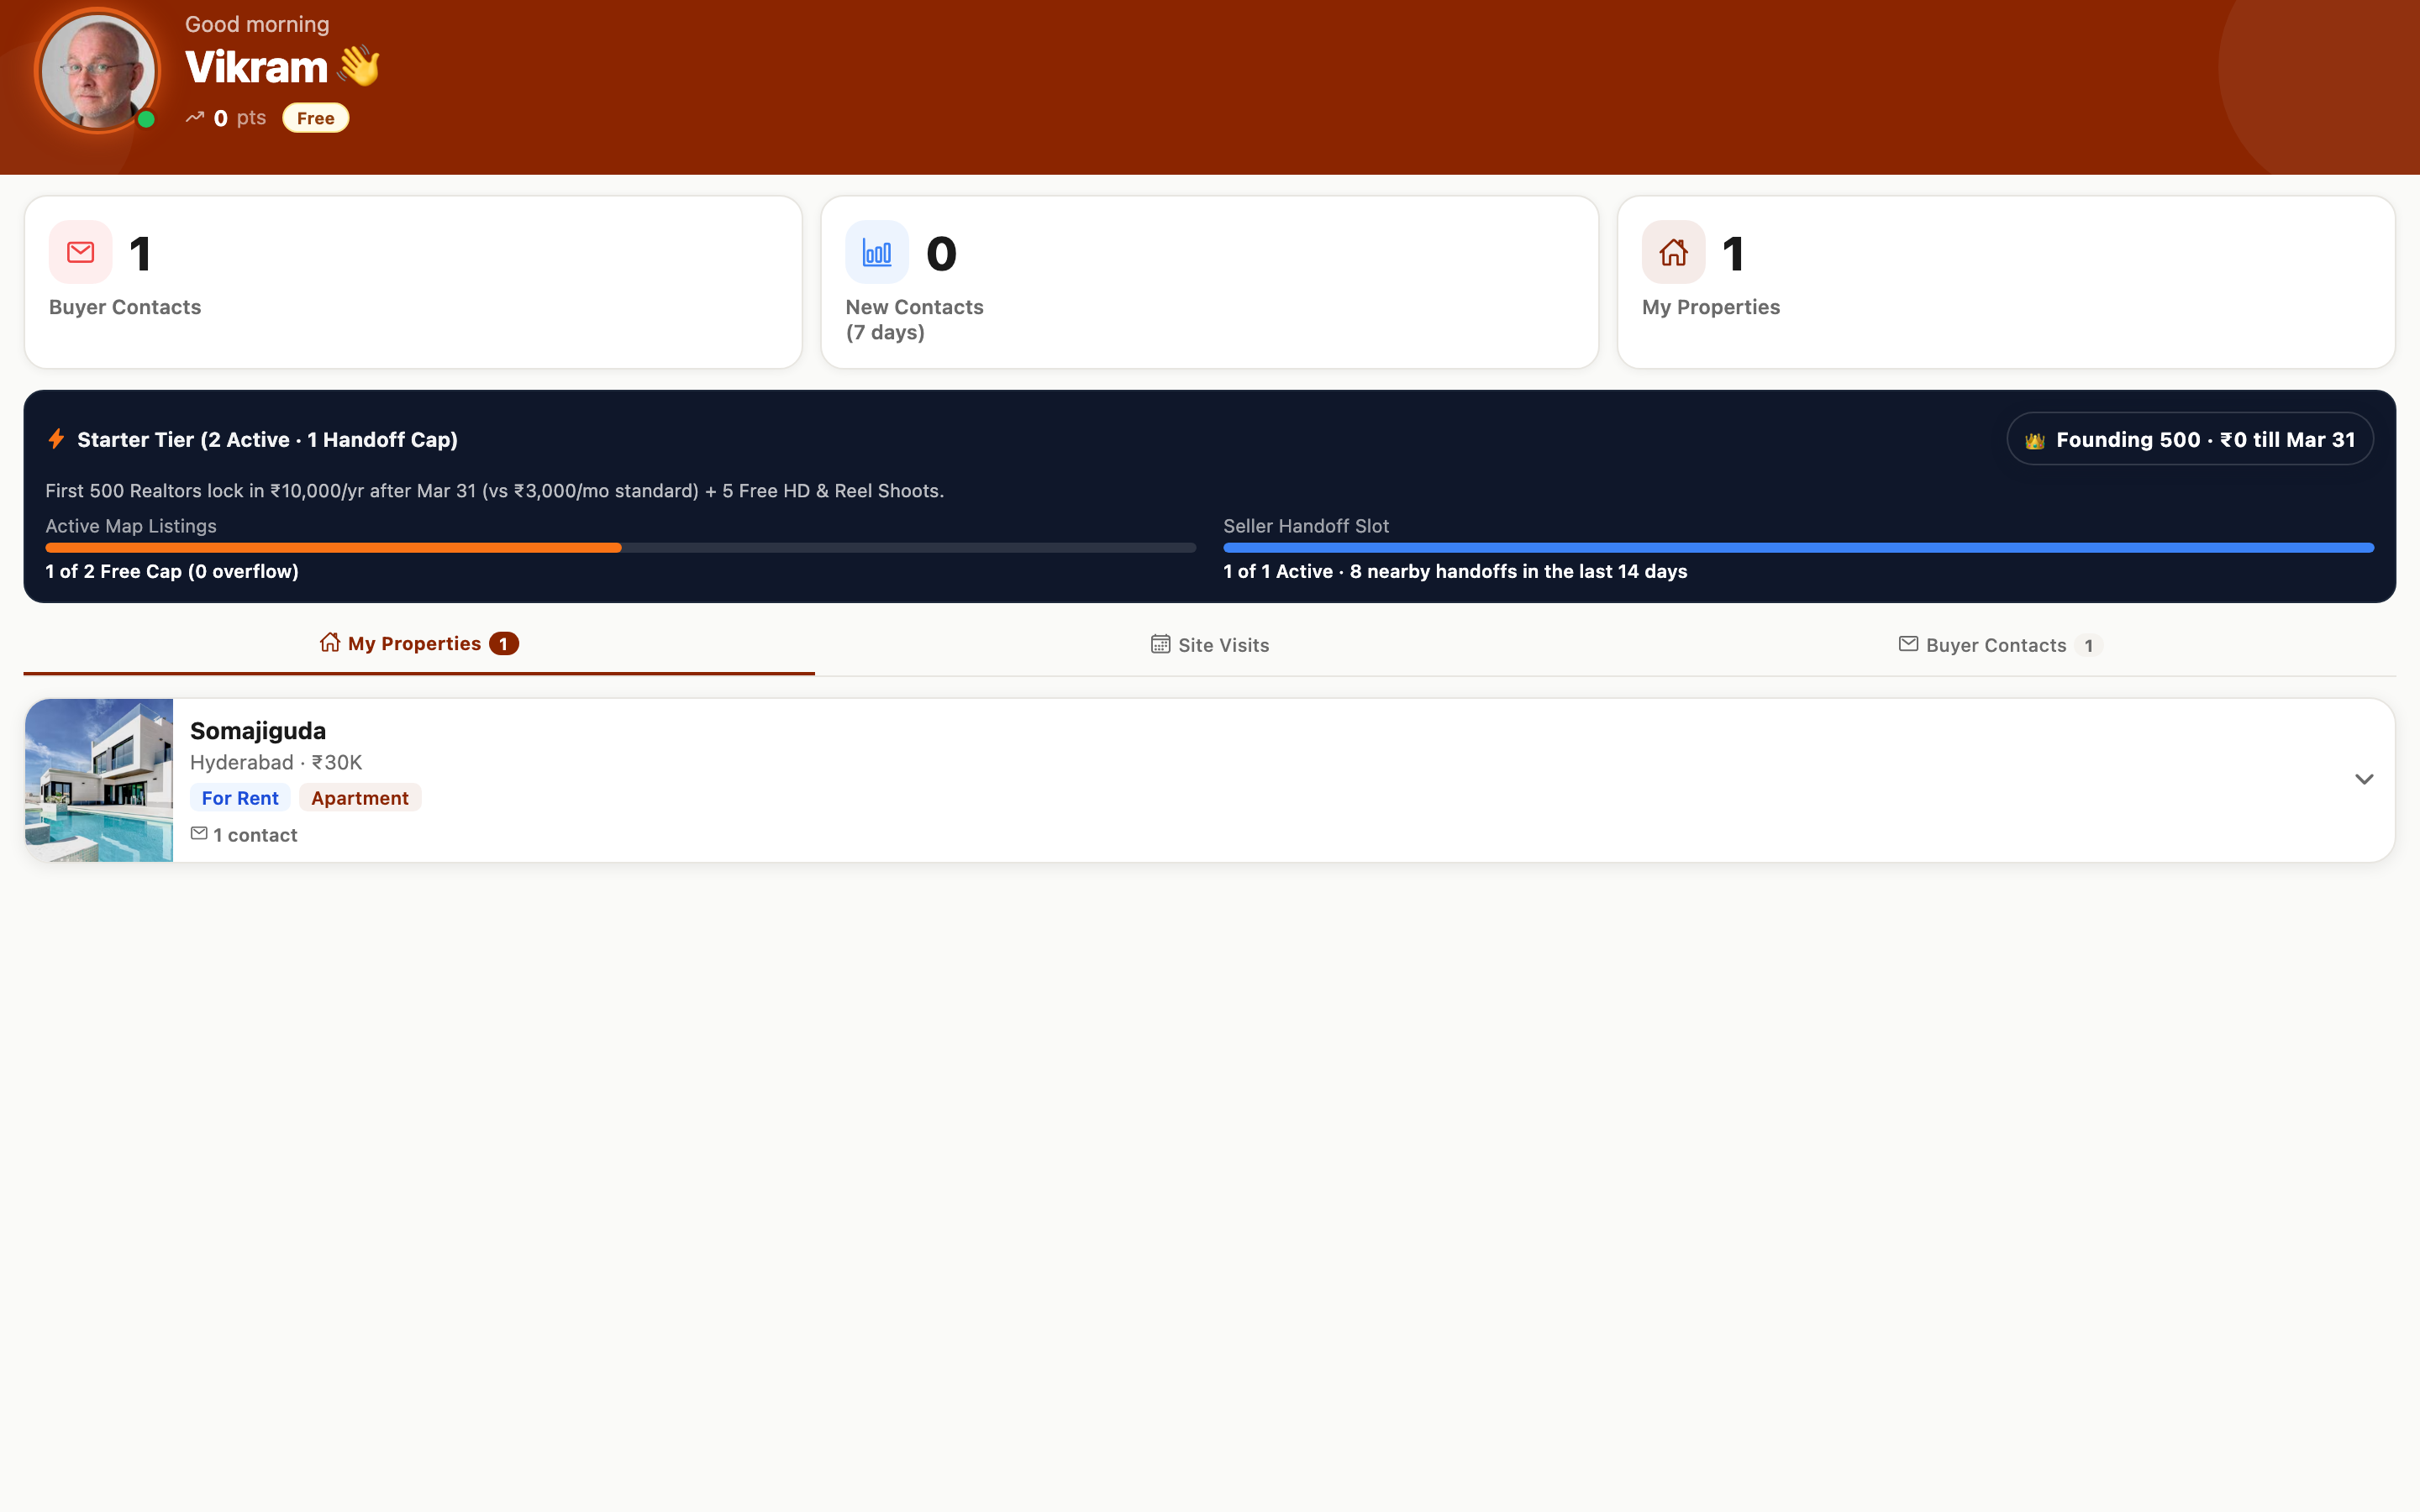 Good morning
Vikram 👋
0 pts Free
1
Buyer Contacts
0
New Contacts
(7 days)
1
My Properties
Starter Tier (2 Active · 1 Handoff Cap)
Founding 500 · ₹0 till Mar 31
First 500 Realtors lock in ₹10,000/yr after Mar 31 (vs ₹3,000/mo standard) + 5 Free HD & Reel Shoots.
Active Map Listings
1 of 2 Free Cap (0 overflow)
Seller Handoff Slot
1 of 1 Active · 8 nearby handoffs in the last 14 days
My Properties 1
Site Visits
Buyer Contacts 1
Somajiguda
Hyderabad · ₹30K
For Rent Apartment
1 contact